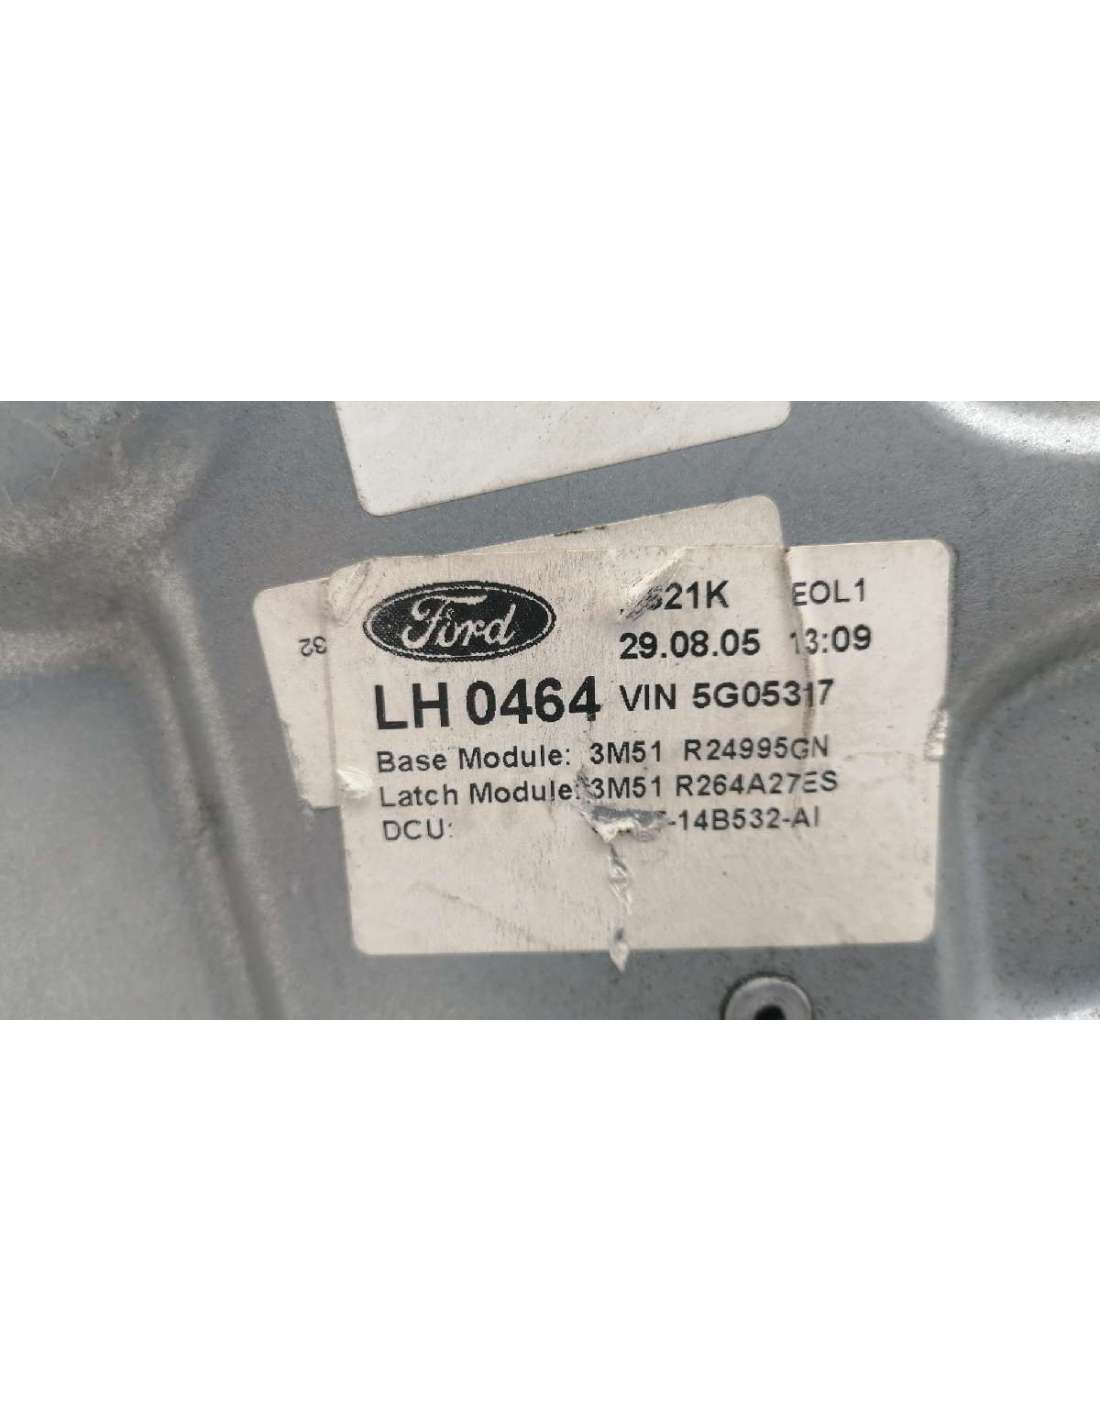 Ford
21K EOL1
29.08.05 13:09
LH 0464 VIN 5G05317
Base Module: 3M51 R24995GN
Latch Module: 3M51 R264A27ES
DCU: -14B532-AI
32